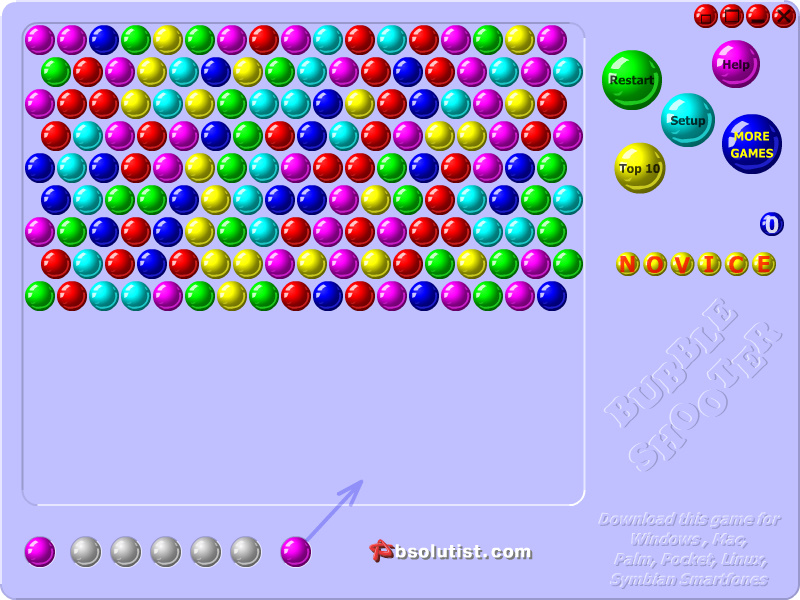 Restart
Help
Setup
MORE
GAMES
Top 10
0
NOVICE
BUBBLE
SHOOTER
Download this game for
Windows, Mac,
Palm, Pocket, Linux,
Symbian Smartfones
Absolutist.com